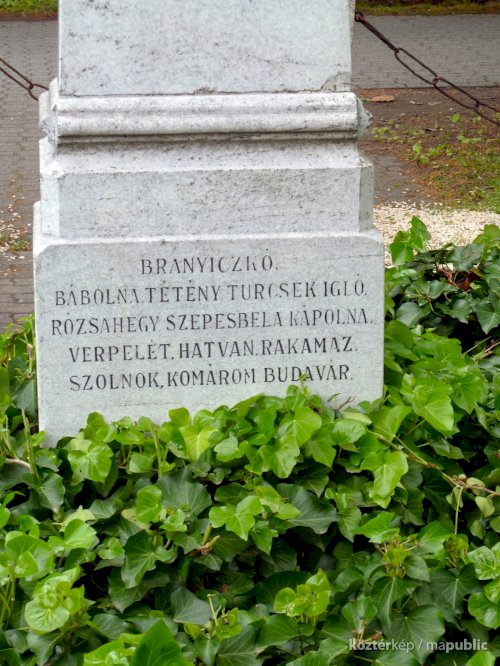 BRANYICZKÓ.
BÁBOLNA.TÉTÉNY TURCSEK IGLÓ.
RÓZSAHEGY SZEPESBÉLA KÁPOLNA.
VERPELÉT. HATVAN. RAKAMAZ.
SZOLNOK. KOMÁROM BUDAVÁR.
köztérkép / mapublic